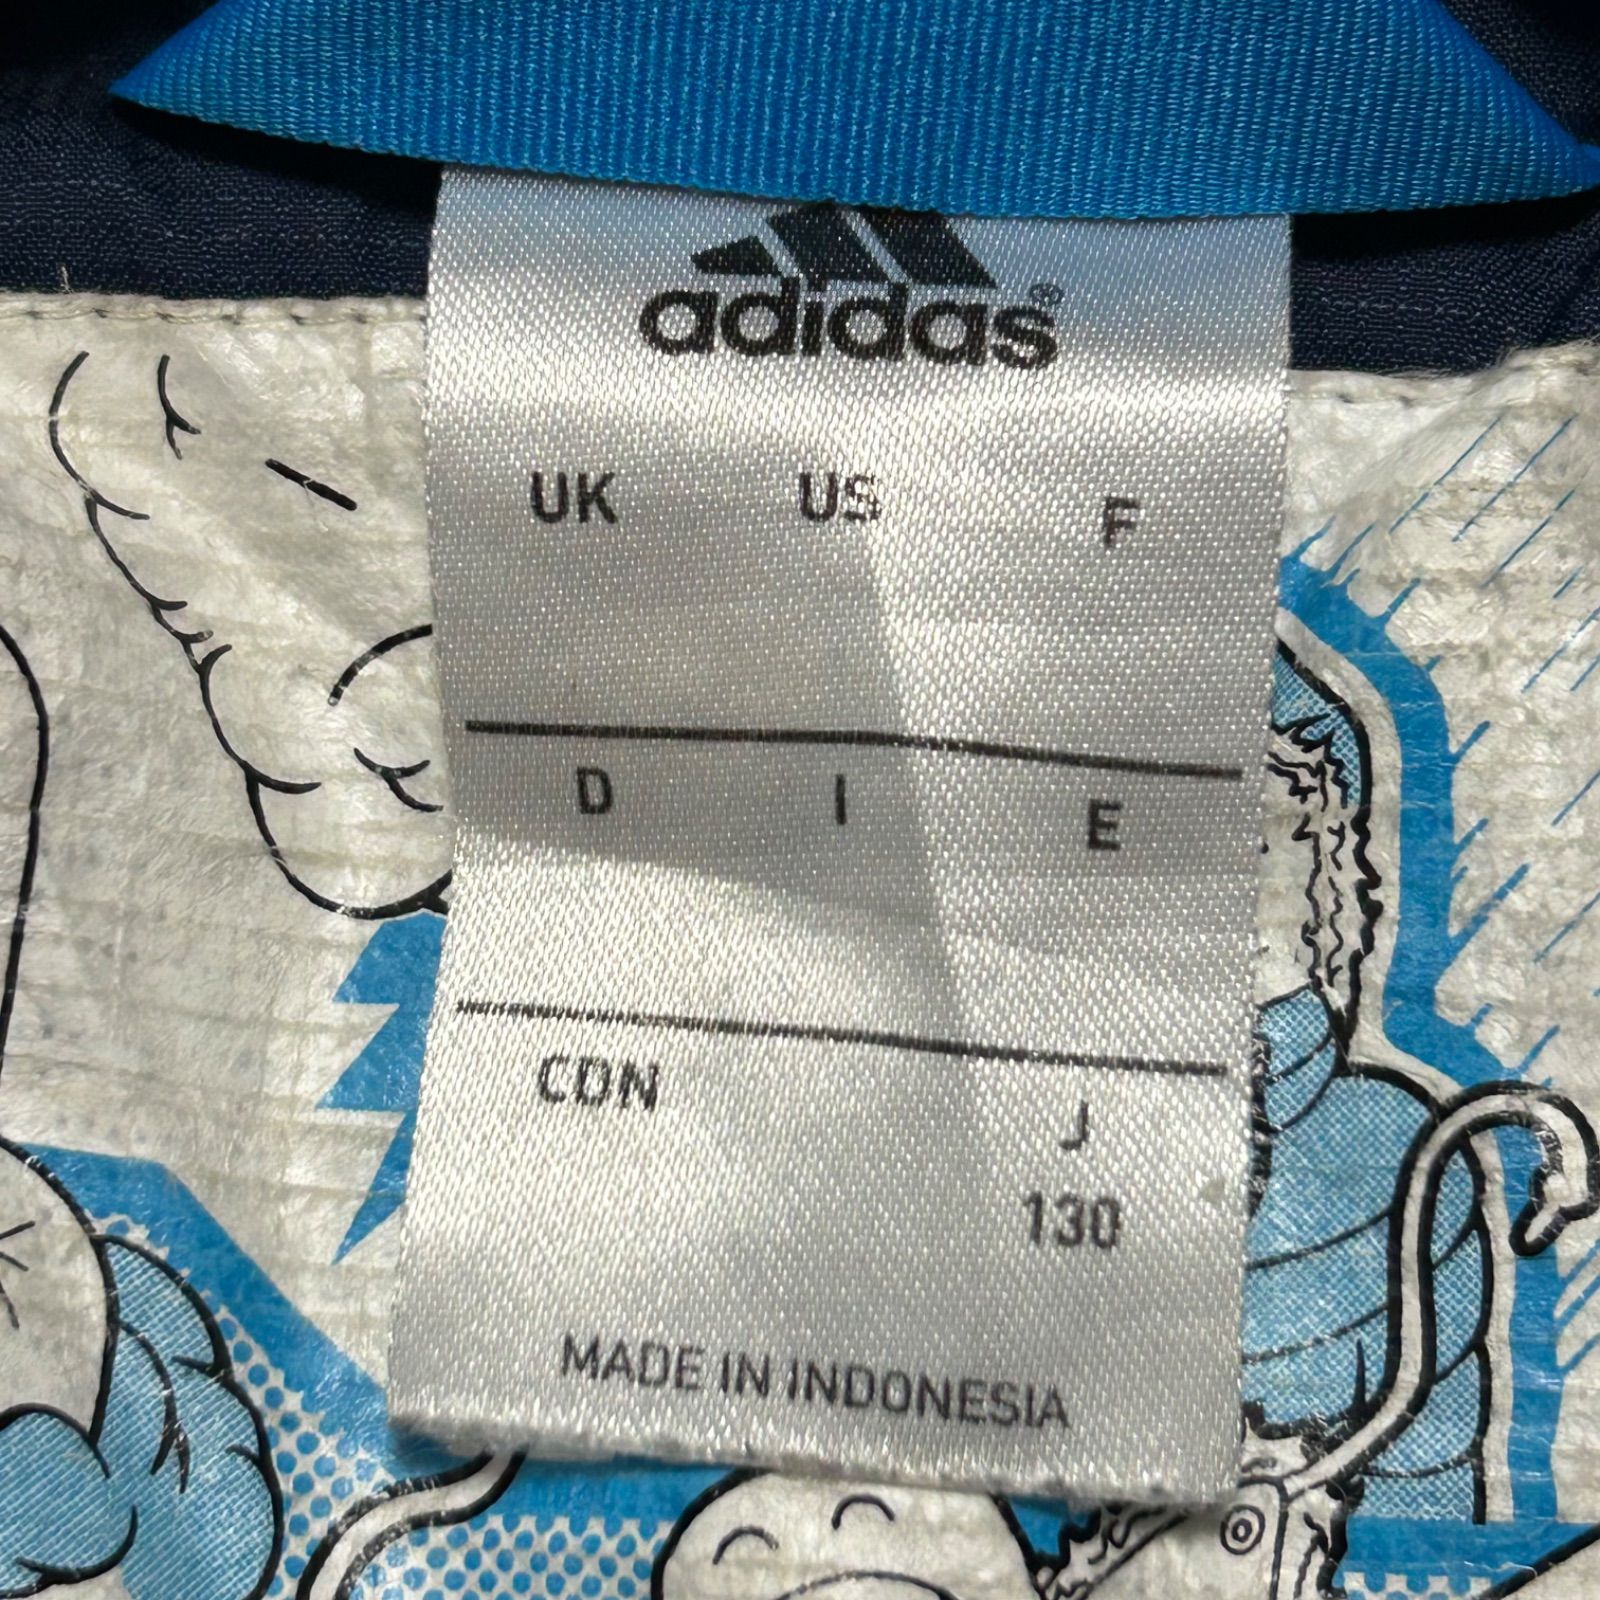 adidas®
UK US F
D I E
CDN J
130
MADE IN INDONESIA